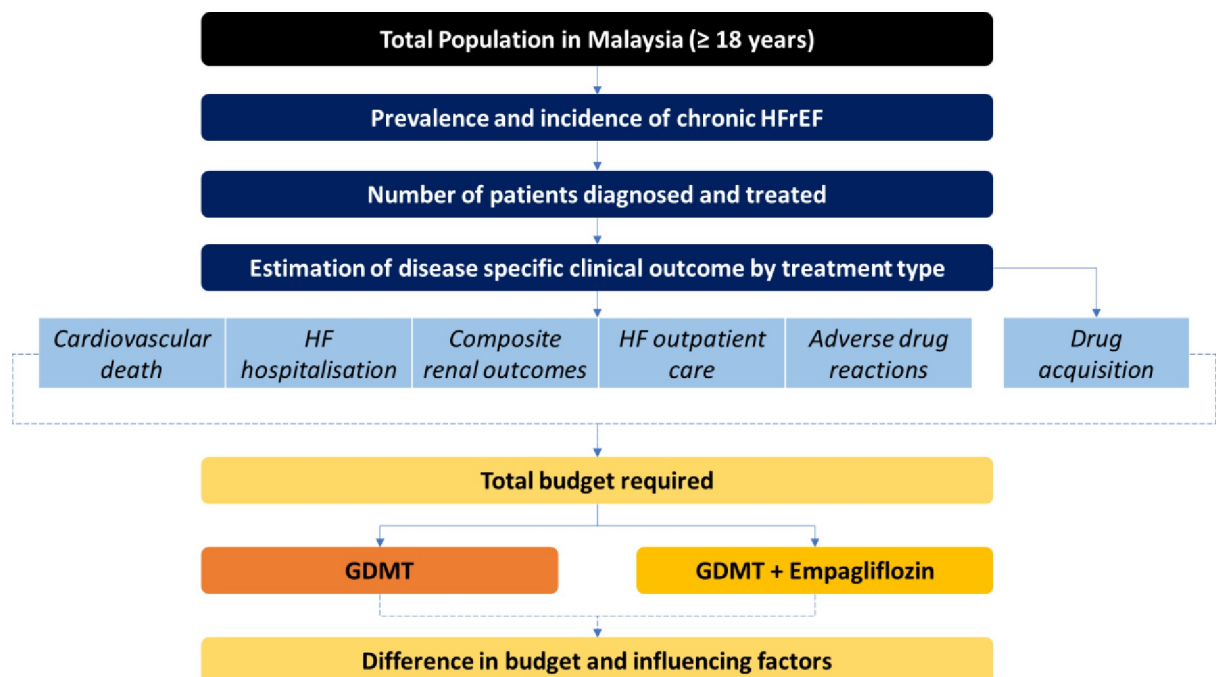 Total Population in Malaysia (≥ 18 years)
Prevalence and incidence of chronic HFrEF
Number of patients diagnosed and treated
Estimation of disease specific clinical outcome by treatment type
Cardiovascular
death
HF
hospitalisation
Composite
renal outcomes
HF outpatient
care
Adverse drug
reactions
Drug
acquisition
Total budget required
GDMT
GDMT + Empagliflozin
Difference in budget and influencing factors